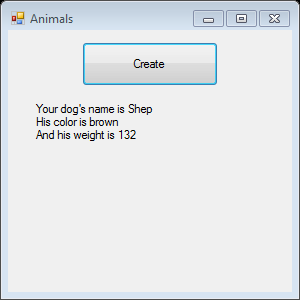 Animals
Create
Your dog's name is Shep
His color is brown
And his weight is 132